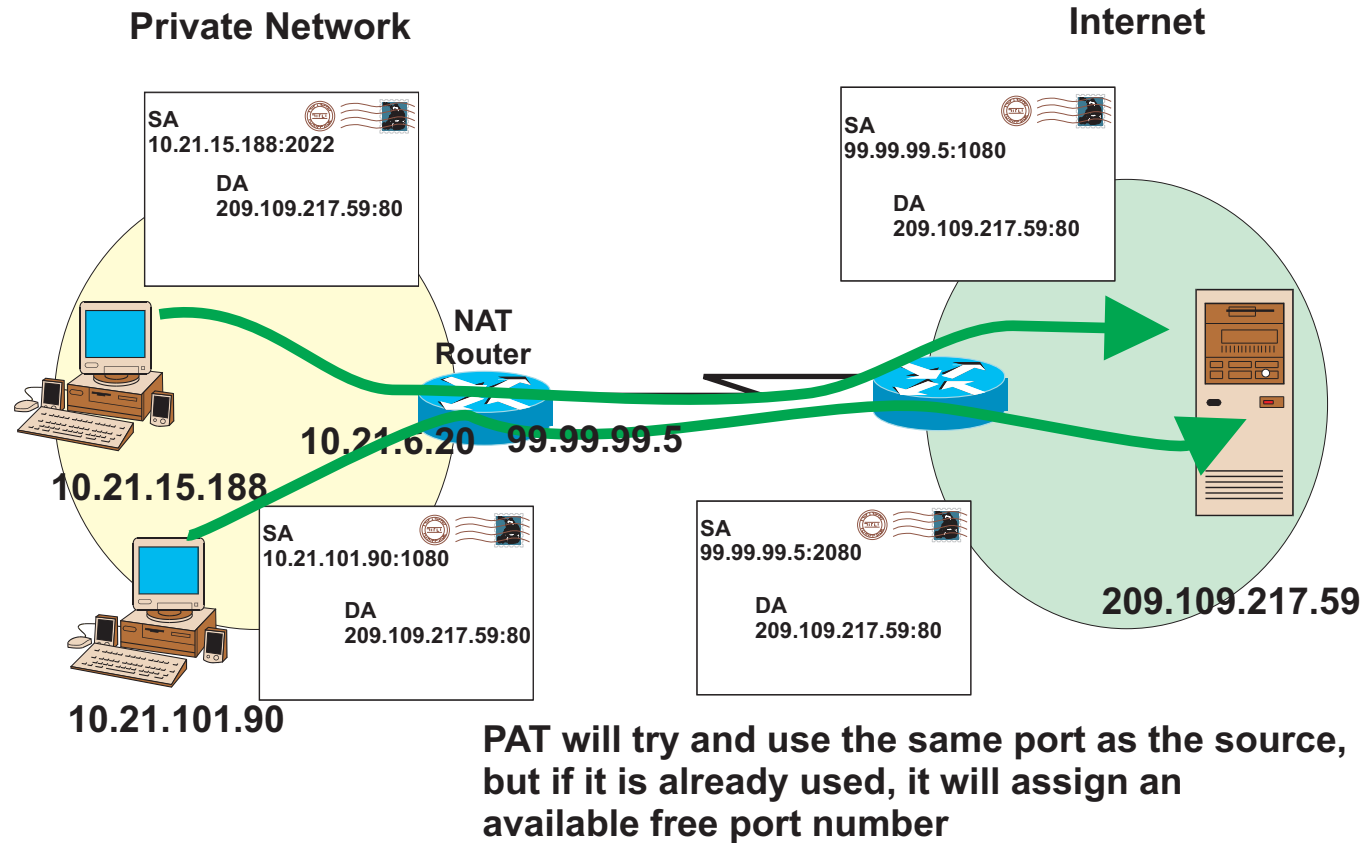 Private Network
Internet
SA
10.21.15.188:2022
DA
209.109.217.59:80
SA
99.99.99.5:1080
DA
209.109.217.59:80
NAT
Router
10.21.6.20
99.99.99.5
10.21.15.188
SA
10.21.101.90:1080
DA
209.109.217.59:80
SA
99.99.99.5:2080
DA
209.109.217.59:80
209.109.217.59
10.21.101.90
PAT will try and use the same port as the source,
but if it is already used, it will assign an
available free port number